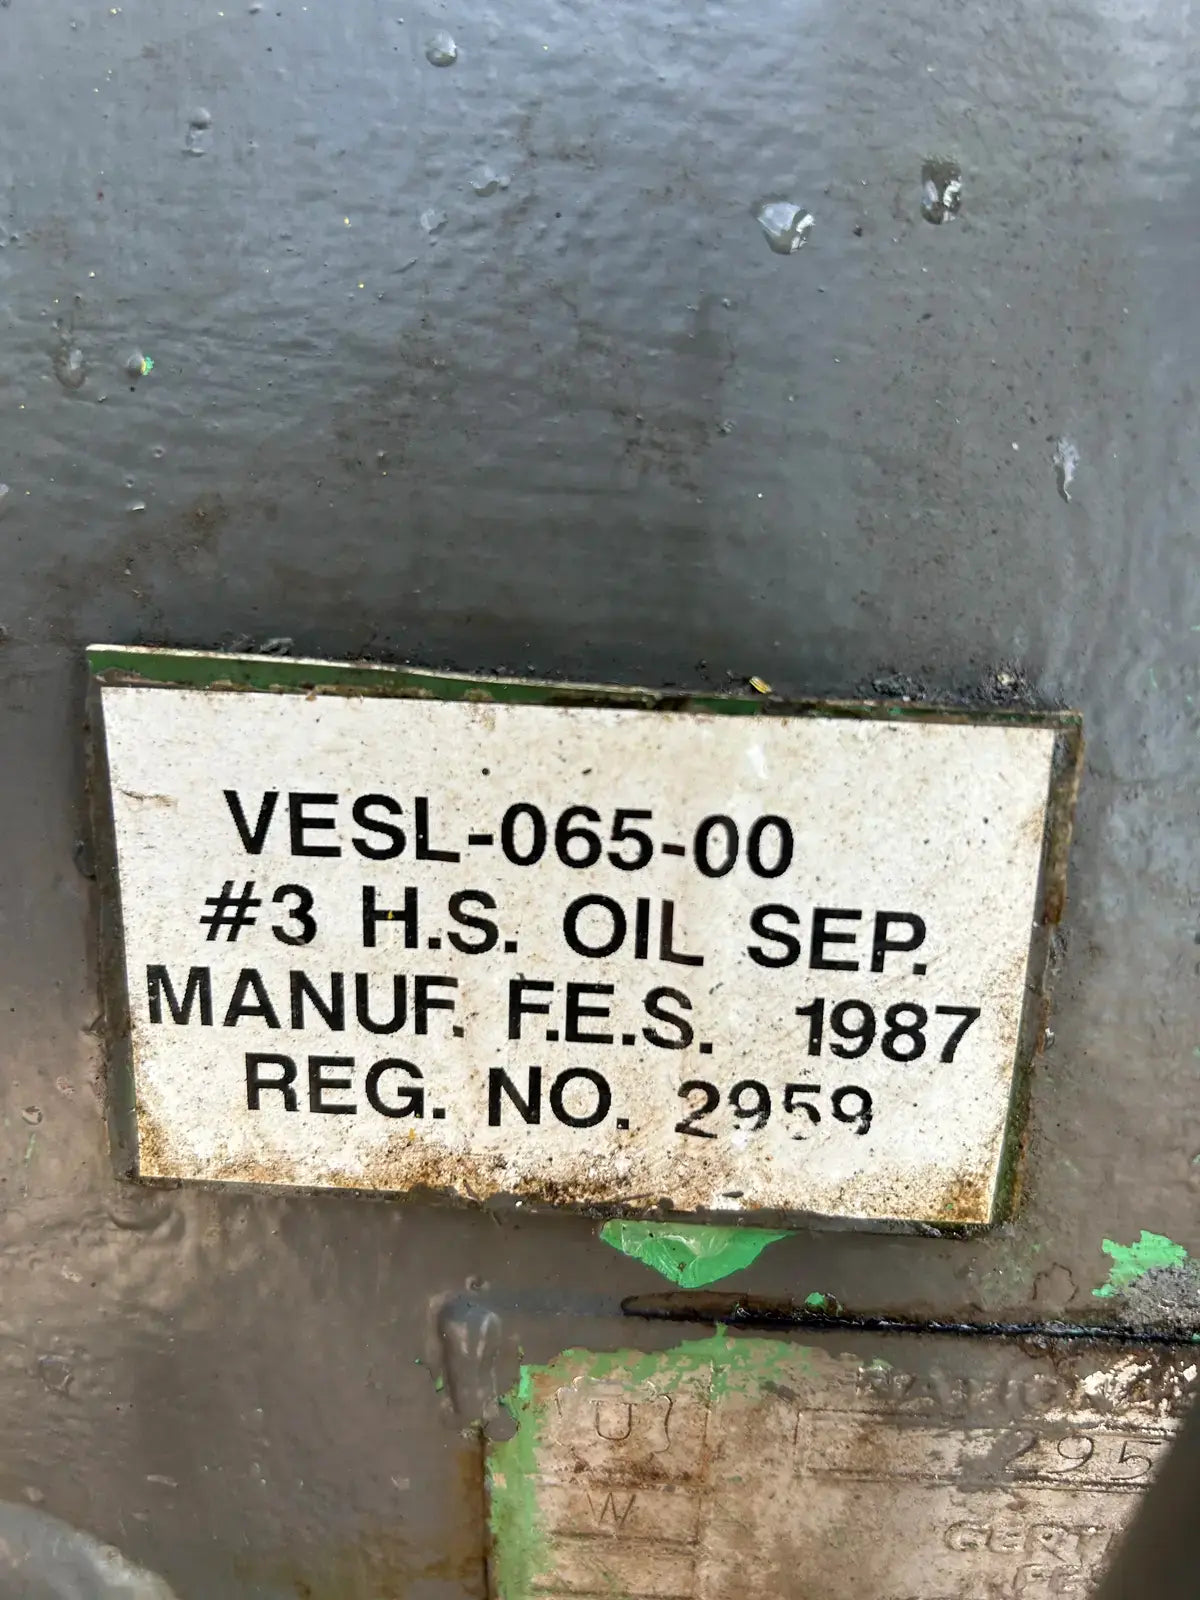 VESL-065-00
#3 H.S. OIL SEP.
MANUF. F.E.S. 1987
REG. NO. 2959
U
W